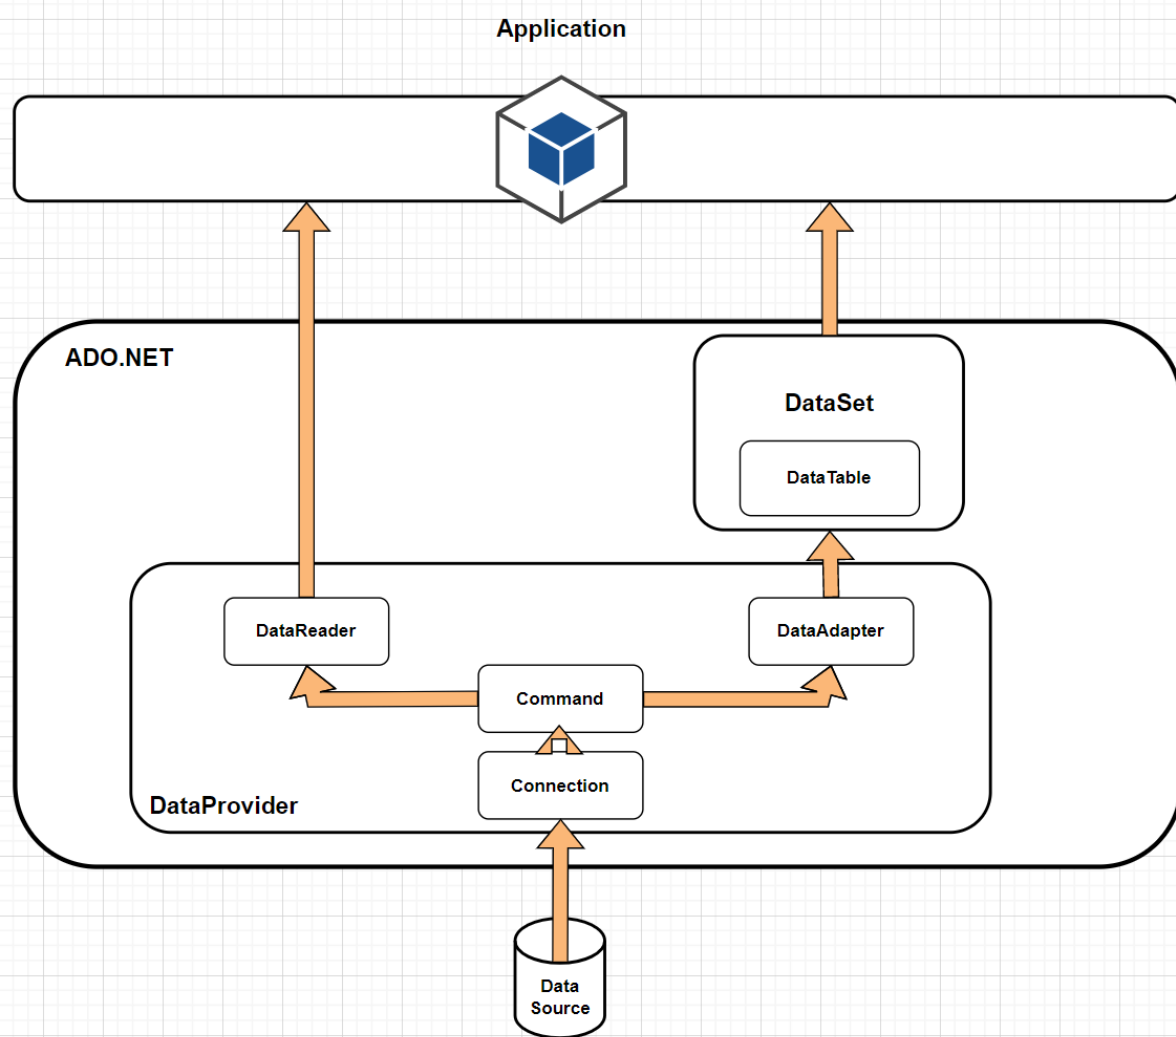 Application
ADO.NET
DataSet
DataTable
DataReader
DataAdapter
Command
Connection
DataProvider
Data
Source